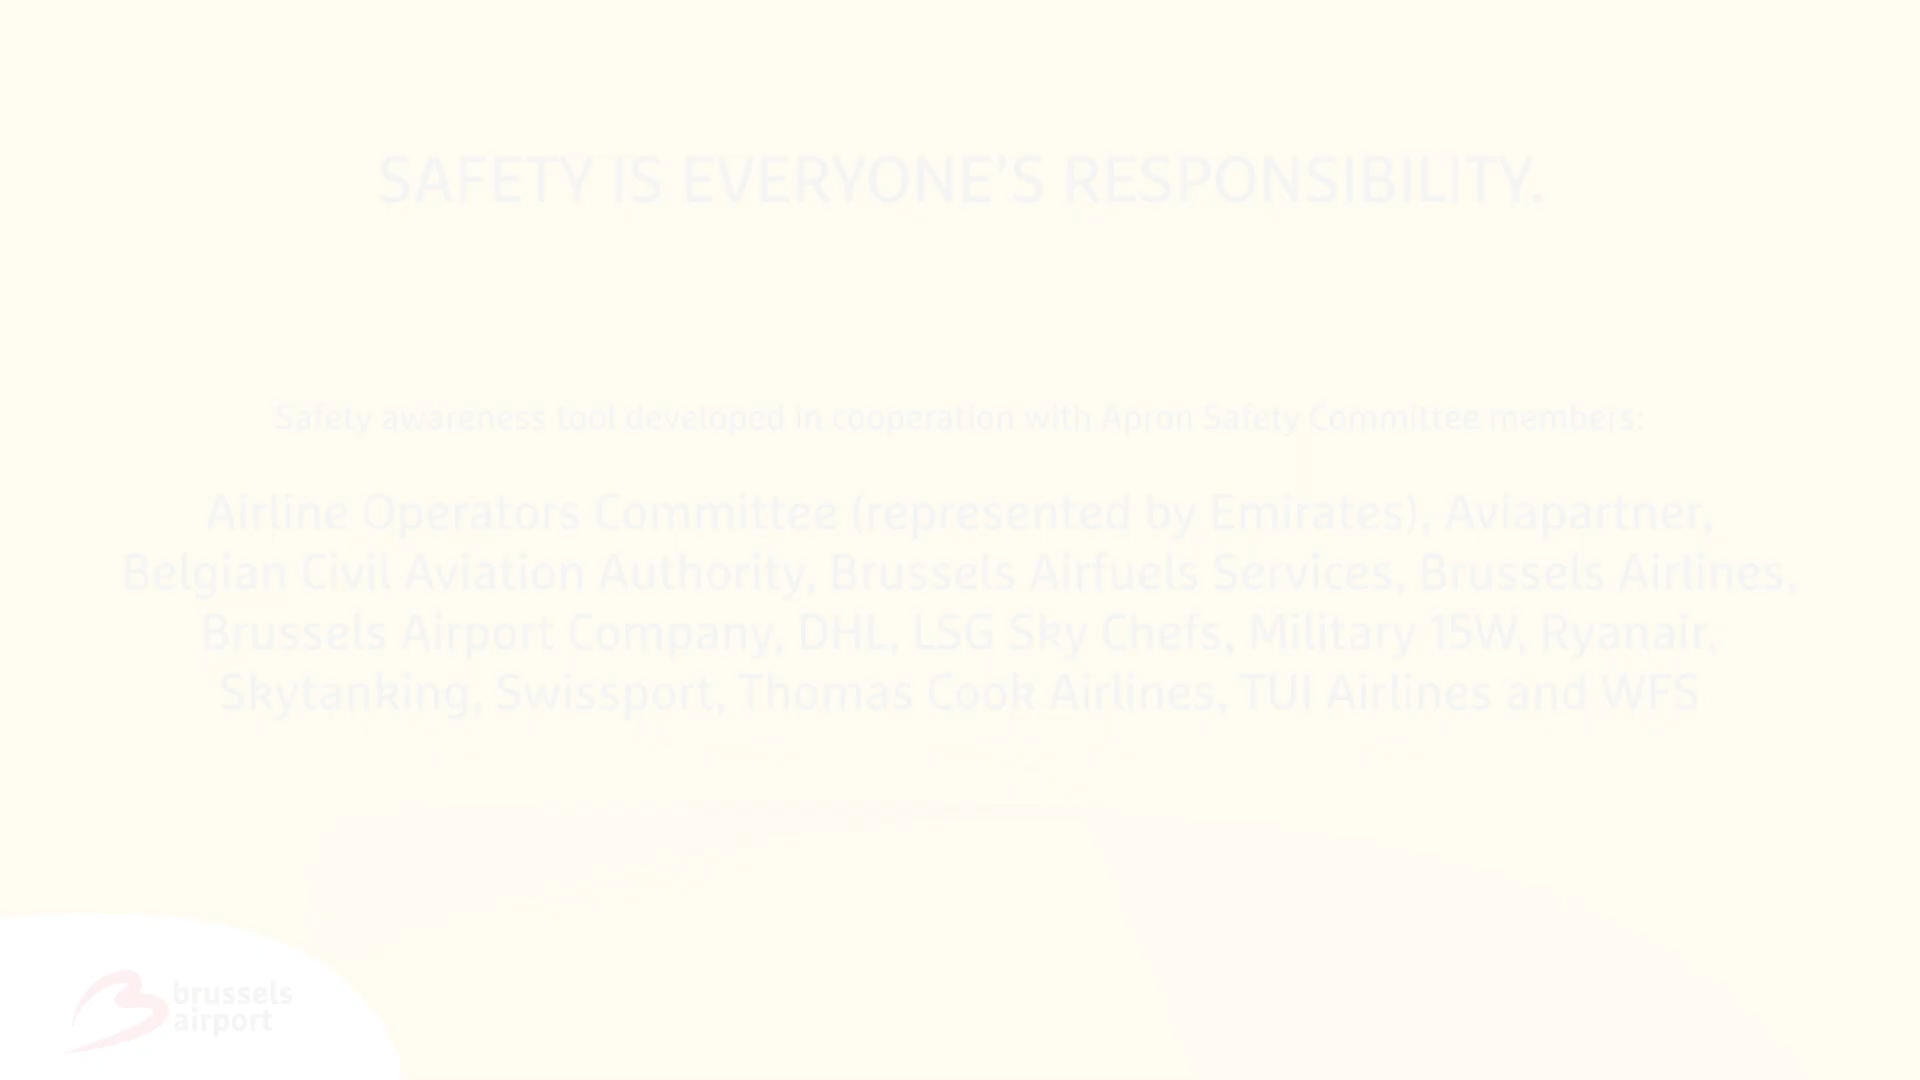 SAFETY IS EVERYONE’S RESPONSIBILITY.
Safety awareness tool developed in cooperation with Apron Safety Committee members:
Airline Operators Committee (represented by Emirates), Aviapartner,
Belgian Civil Aviation Authority, Brussels Airfuels Services, Brussels Airlines,
Brussels Airport Company, DHL, LSG Sky Chefs, Military 15W, Ryanair,
Skytanking, Swissport, Thomas Cook Airlines, TUI Airlines and WFS
brussels
airport